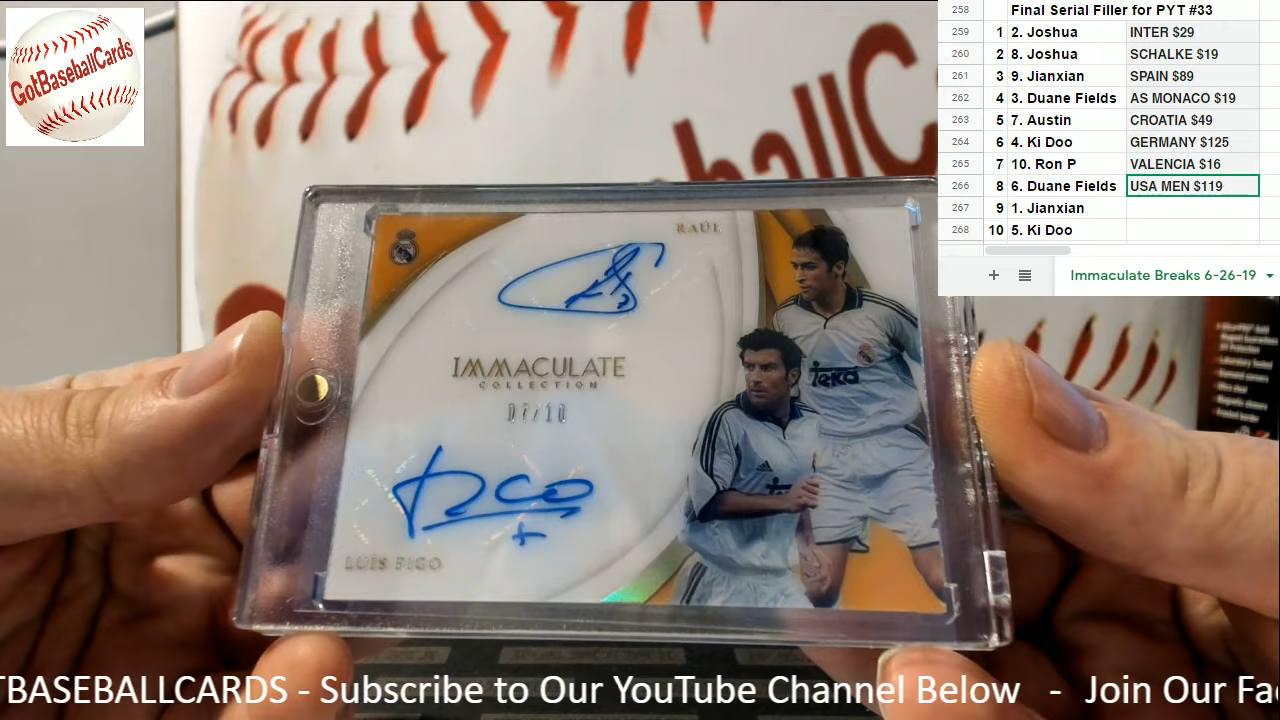 GotBaseballCards
ballC
258 Final Serial Filler for PYT #33
259 1 2. Joshua INTER $29
260 2 8. Joshua SCHALKE $19
261 3 9. Jianxian SPAIN $89
262 4 3. Duane Fields AS MONACO $19
263 5 7. Austin CROATIA $49
264 6 4. Ki Doo GERMANY $125
265 7 10. Ron P VALENCIA $16
266 8 6. Duane Fields USA MEN $119
267 9 1. Jianxian
268 10 5. Ki Doo
Immaculate Breaks 6-26-19
RAÚL
IMMACULATE
COLLECTION
07/10
Teka
LUÍS FIGO
TBASEBALLCARDS - Subscribe to Our YouTube Channel Below - Join Our Fa